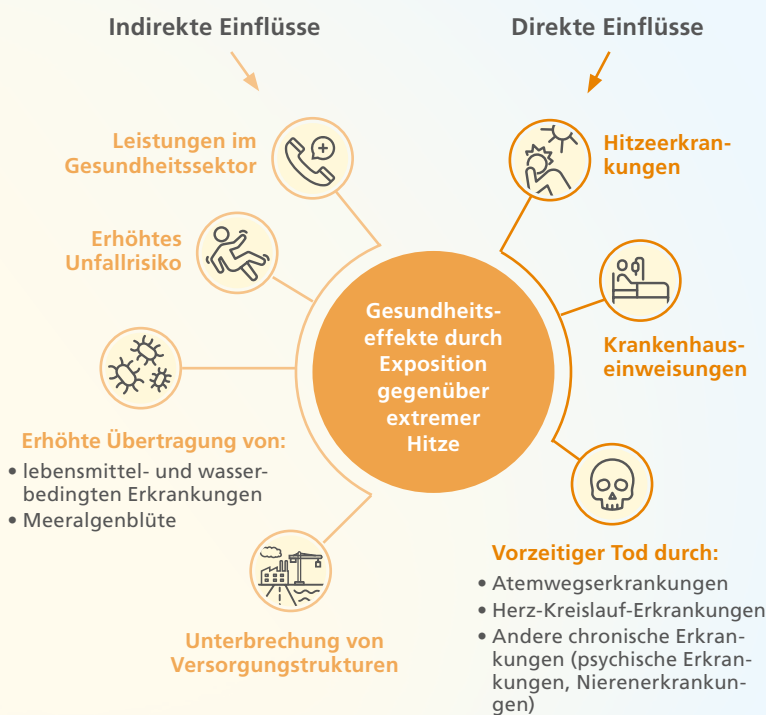 Indirekte Einflüsse
Direkte Einflüsse
Leistungen im
Gesundheitssektor
Erhöhtes
Unfallrisiko
Erhöhte Übertragung von:
• lebensmittel- und wasser-
bedingten Erkrankungen
• Meeralgenblüte
Unterbrechung von
Versorgungstrukturen
Gesundheits-
effekte durch
Exposition
gegenüber
extremer
Hitze
Hitzeerkran-
kungen
Krankenhaus-
einweisungen
Vorzeitiger Tod durch:
• Atemwegserkrankungen
• Herz-Kreislauf-Erkrankungen
• Andere chronische Erkran-
kungen (psychische Erkran-
kungen, Nierenerkrankun-
gen)